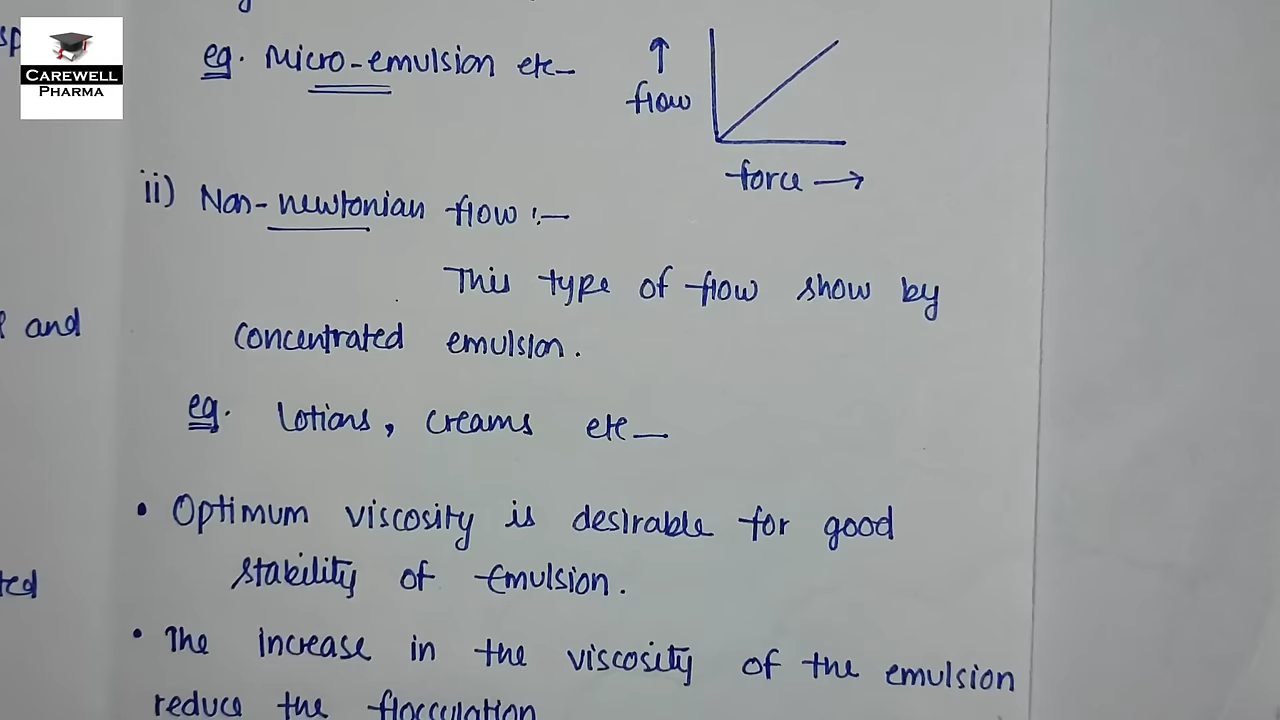 CAREWELL
PHARMA
eg. Micro-emulsion etc
↑
flow
force →
ii) Non-newtonian flow :-
This type of flow show by
concentrated emulsion.
eg. Lotions, creams etc
and
• Optimum viscosity is desirable for good
stability of Emulsion.
ted
• The increase in the viscosity of the emulsion
reduce the flocculation